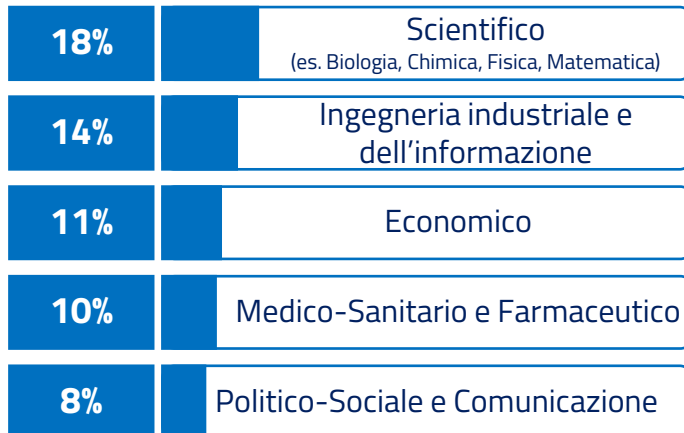 18%
Scientifico
(es. Biologia, Chimica, Fisica, Matematica)
14%
Ingegneria industriale e
dell’informazione
11%
Economico
10%
Medico-Sanitario e Farmaceutico
8%
Politico-Sociale e Comunicazione